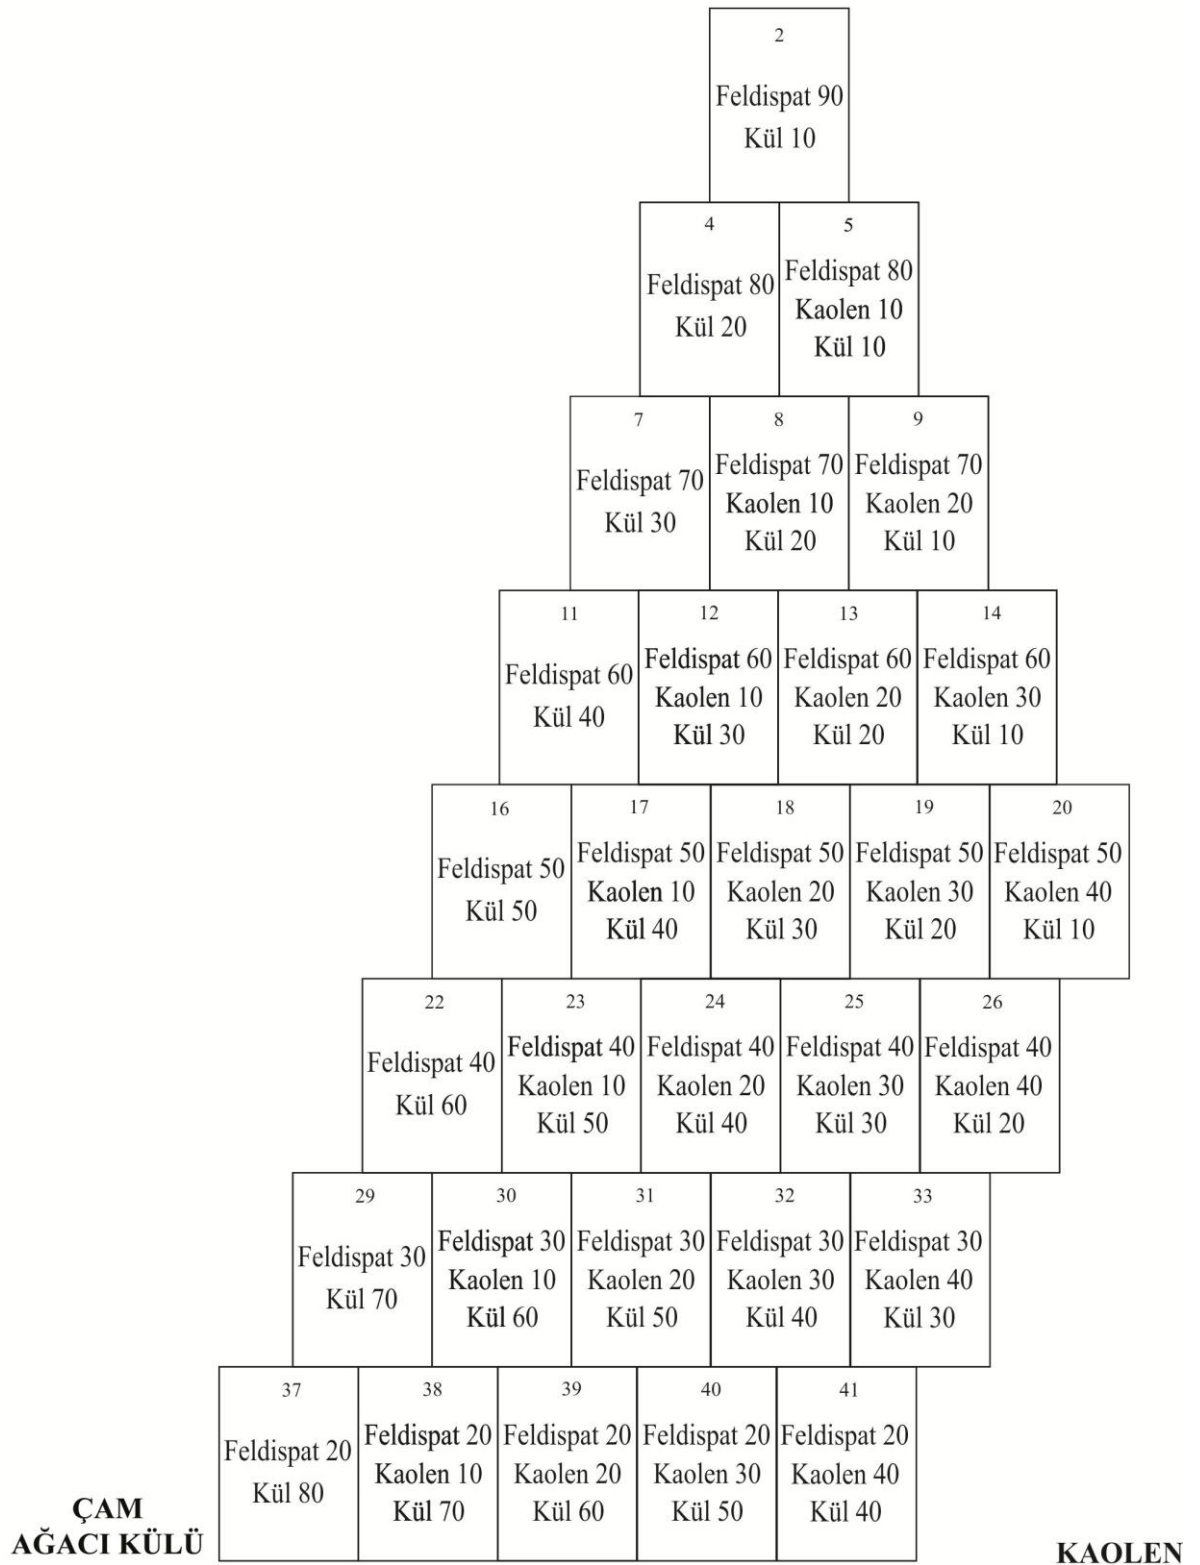 2
Feldispat 90
Kül 10
4
Feldispat 80
Kül 20
5
Feldispat 80
Kaolen 10
Kül 10
7
Feldispat 70
Kül 30
8
Feldispat 70
Kaolen 10
Kül 20
9
Feldispat 70
Kaolen 20
Kül 10
11
Feldispat 60
Kül 40
12
Feldispat 60
Kaolen 10
Kül 30
13
Feldispat 60
Kaolen 20
Kül 20
14
Feldispat 60
Kaolen 30
Kül 10
16
Feldispat 50
Kül 50
17
Feldispat 50
Kaolen 10
Kül 40
18
Feldispat 50
Kaolen 20
Kül 30
19
Feldispat 50
Kaolen 30
Kül 20
20
Feldispat 50
Kaolen 40
Kül 10
22
Feldispat 40
Kül 60
23
Feldispat 40
Kaolen 10
Kül 50
24
Feldispat 40
Kaolen 20
Kül 40
25
Feldispat 40
Kaolen 30
Kül 30
26
Feldispat 40
Kaolen 40
Kül 20
29
Feldispat 30
Kül 70
30
Feldispat 30
Kaolen 10
Kül 60
31
Feldispat 30
Kaolen 20
Kül 50
32
Feldispat 30
Kaolen 30
Kül 40
33
Feldispat 30
Kaolen 40
Kül 30
37
Feldispat 20
Kül 80
38
Feldispat 20
Kaolen 10
Kül 70
39
Feldispat 20
Kaolen 20
Kül 60
40
Feldispat 20
Kaolen 30
Kül 50
41
Feldispat 20
Kaolen 40
Kül 40
ÇAM
AĞACI KÜLÜ
KAOLEN